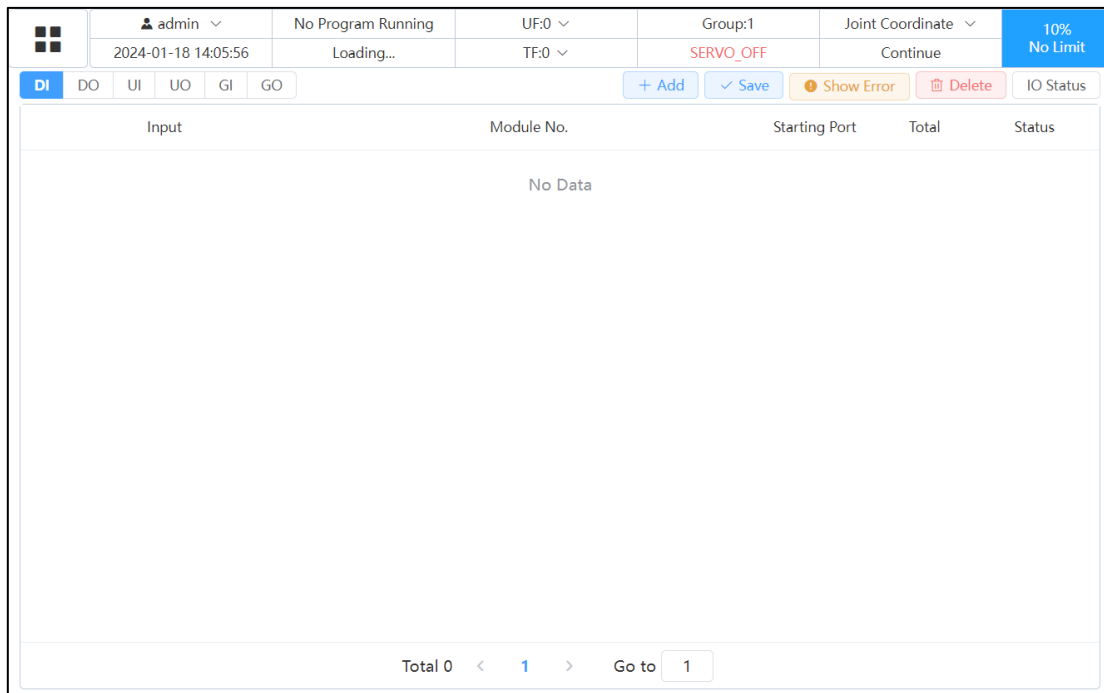 admin No Program Running UF:0 Group:1 Joint Coordinate 10%
2024-01-18 14:05:56 Loading... TF:0 SERVO_OFF Continue No Limit
DI DO UI UO GI GO + Add Save Show Error Delete IO Status
Input Module No. Starting Port Total Status
No Data
Total 0 < 1 > Go to 1